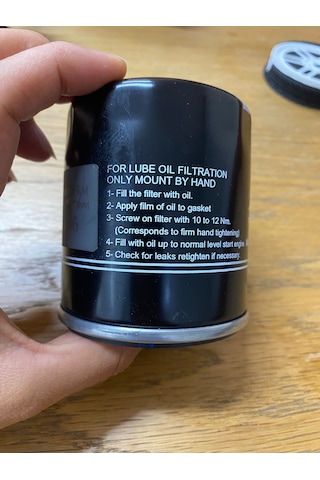 FOR LUBE OIL FILTRATION
ONLY MOUNT BY HAND
1- Fill the filter with oil.
2- Apply film of oil to gasket
3- Screw on filter with 10 to 12 Nm.
(Corresponds to firm hand tightening)
4- Fill with oil up to normal level start engine.
5- Check for leaks retighten if necessary.